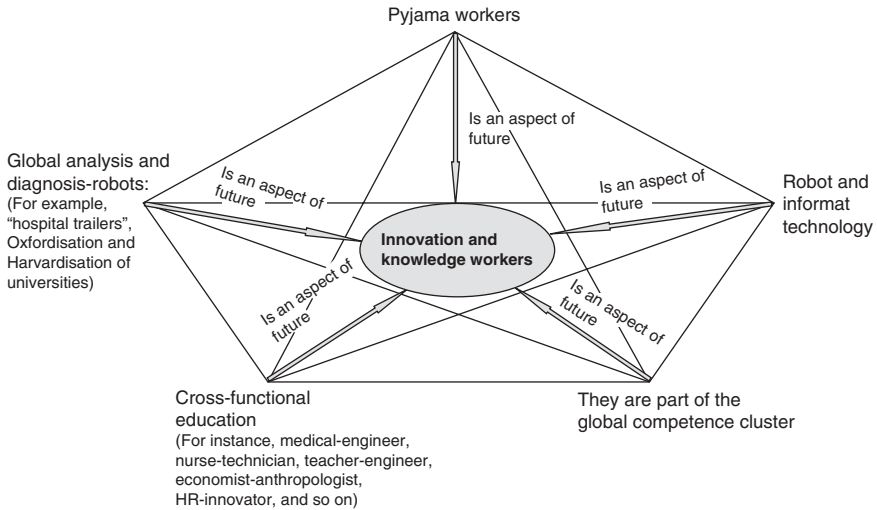 Pyjama workers
Is an aspect of
future
Global analysis and
diagnosis-robots:
(For example,
“hospital trailers”,
Oxfordisation and
Harvardisation of
universities)
Is an aspect of
future
Is an aspect of
future
Robot and
informat
technology
Innovation and
knowledge workers
Is an aspect of
future
Is an aspect of
future
Cross-functional
education
(For instance, medical-engineer,
nurse-technician, teacher-engineer,
economist-anthropologist,
HR-innovator, and so on)
They are part of the
global competence cluster